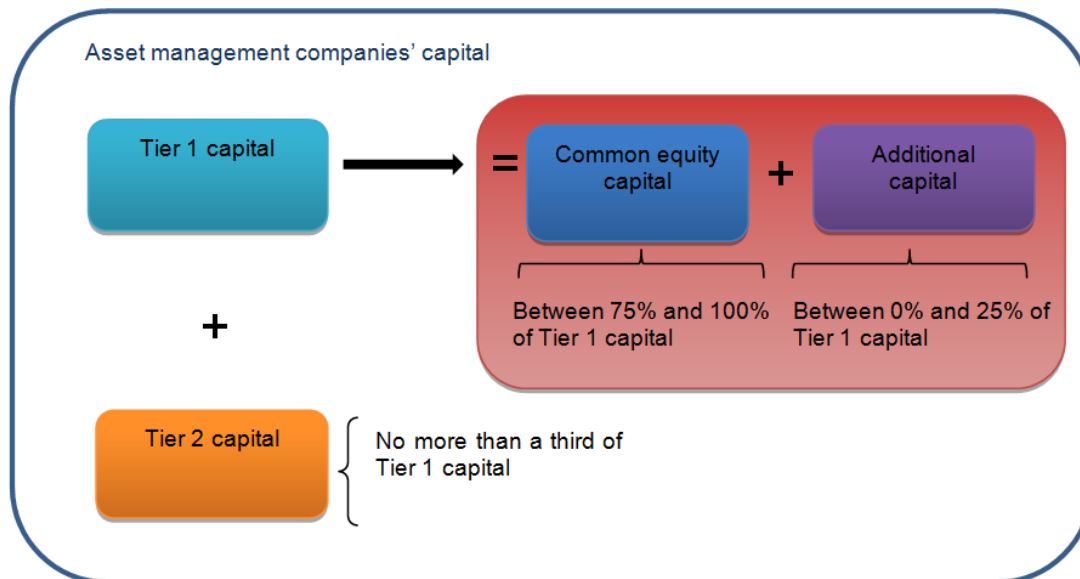 Asset management companies’ capital
Tier 1 capital
=
Common equity
capital
+
Additional
capital
Between 75% and 100%
of Tier 1 capital
Between 0% and 25% of
Tier 1 capital
+
Tier 2 capital
No more than a third of
Tier 1 capital